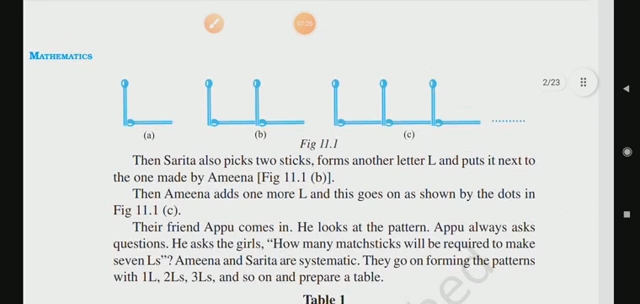 07:25
MATHEMATICS
2/23
(a) (b) (c)
Fig 11.1
Then Sarita also picks two sticks, forms another letter L and puts it next to
the one made by Ameena [Fig 11.1 (b)].
Then Ameena adds one more L and this goes on as shown by the dots in
Fig 11.1 (c).
Their friend Appu comes in. He looks at the pattern. Appu always asks
questions. He asks the girls, “How many matchsticks will be required to make
seven Ls”? Ameena and Sarita are systematic. They go on forming the patterns
with 1L, 2Ls, 3Ls, and so on and prepare a table.
Table 1